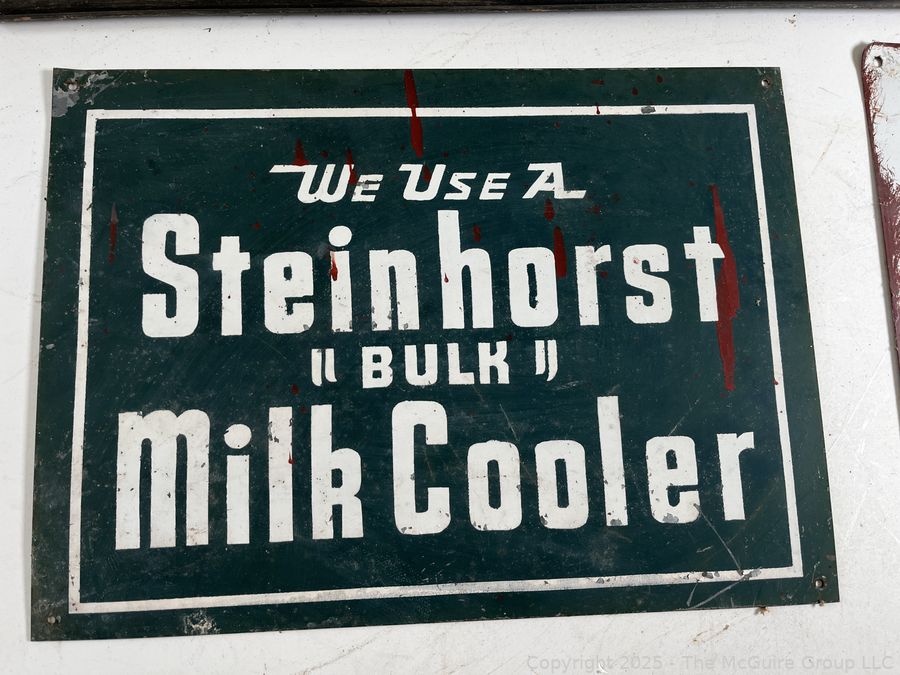 We Use A
Steinhorst
"BULK"
Milk Cooler
Copyright 2025 - The McGuire Group LLC